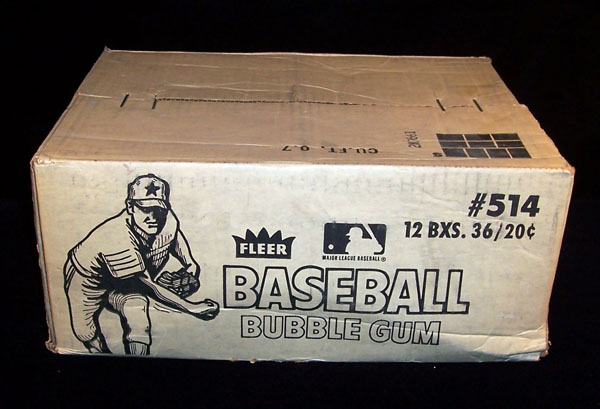 CU.FT. 0.7
#514
12 BXS. 36/20¢
FLEER
MAJOR LEAGUE BASEBALL®
BASEBALL
BUBBLE GUM